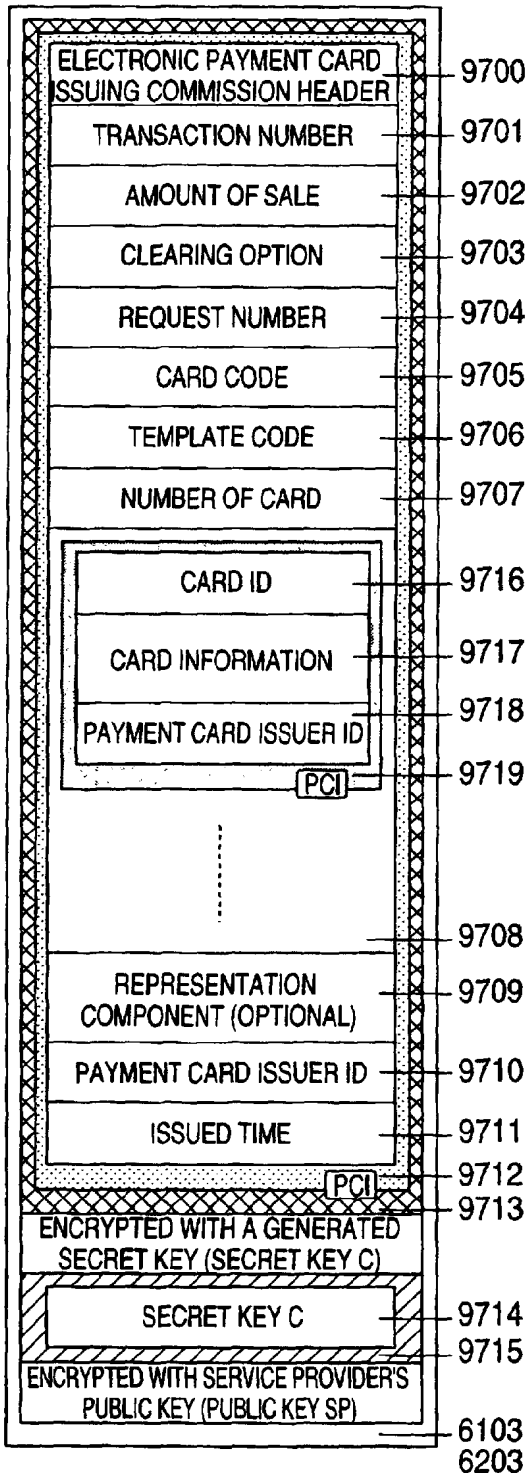 ELECTRONIC PAYMENT CARD 9700
ISSUING COMMISSION HEADER
TRANSACTION NUMBER 9701
AMOUNT OF SALE 9702
CLEARING OPTION 9703
REQUEST NUMBER 9704
CARD CODE 9705
TEMPLATE CODE 9706
NUMBER OF CARD 9707
CARD ID 9716
CARD INFORMATION 9717
9718
PAYMENT CARD ISSUER ID
PCI 9719
9708
REPRESENTATION 9709
COMPONENT (OPTIONAL)
PAYMENT CARD ISSUER ID 9710
ISSUED TIME 9711
PCI 9712
9713
ENCRYPTED WITH A GENERATED
SECRET KEY (SECRET KEY C)
SECRET KEY C 9714
9715
ENCRYPTED WITH SERVICE PROVIDER'S
PUBLIC KEY (PUBLIC KEY SP)
6103
6203